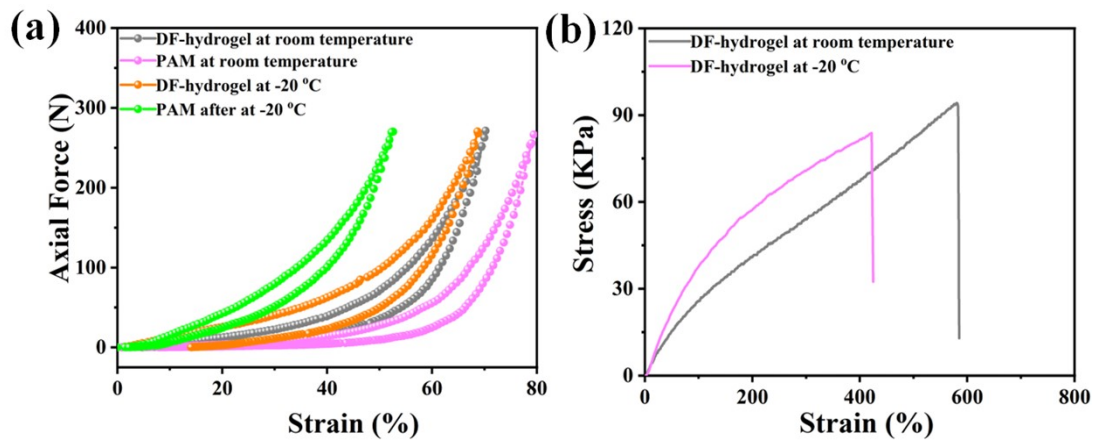 (a)
400
300
200
100
0
Axial Force (N)
DF-hydrogel at room temperature
PAM at room temperature
DF-hydrogel at -20 °C
PAM after at -20 °C
0 20 40 60 80
Strain (%)
(b)
120
90
60
30
0
Stress (KPa)
DF-hydrogel at room temperature
DF-hydrogel at -20 °C
0 200 400 600 800
Strain (%)